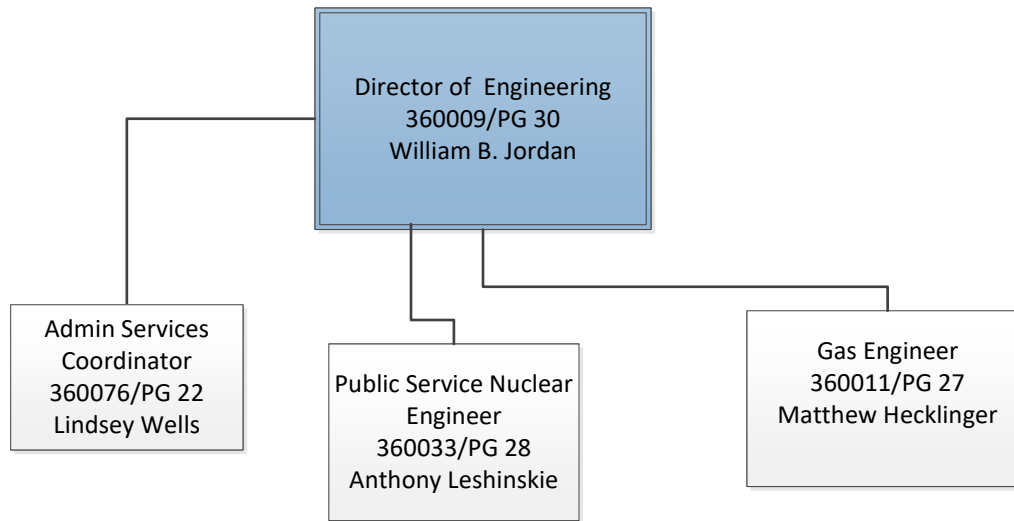 Director of  Engineering
360009/PG 30
William B. Jordan
Admin Services
Coordinator
360076/PG 22
Lindsey Wells
Public Service Nuclear
Engineer
360033/PG 28
Anthony Leshinskie
Gas Engineer
360011/PG 27
Matthew Hecklinger